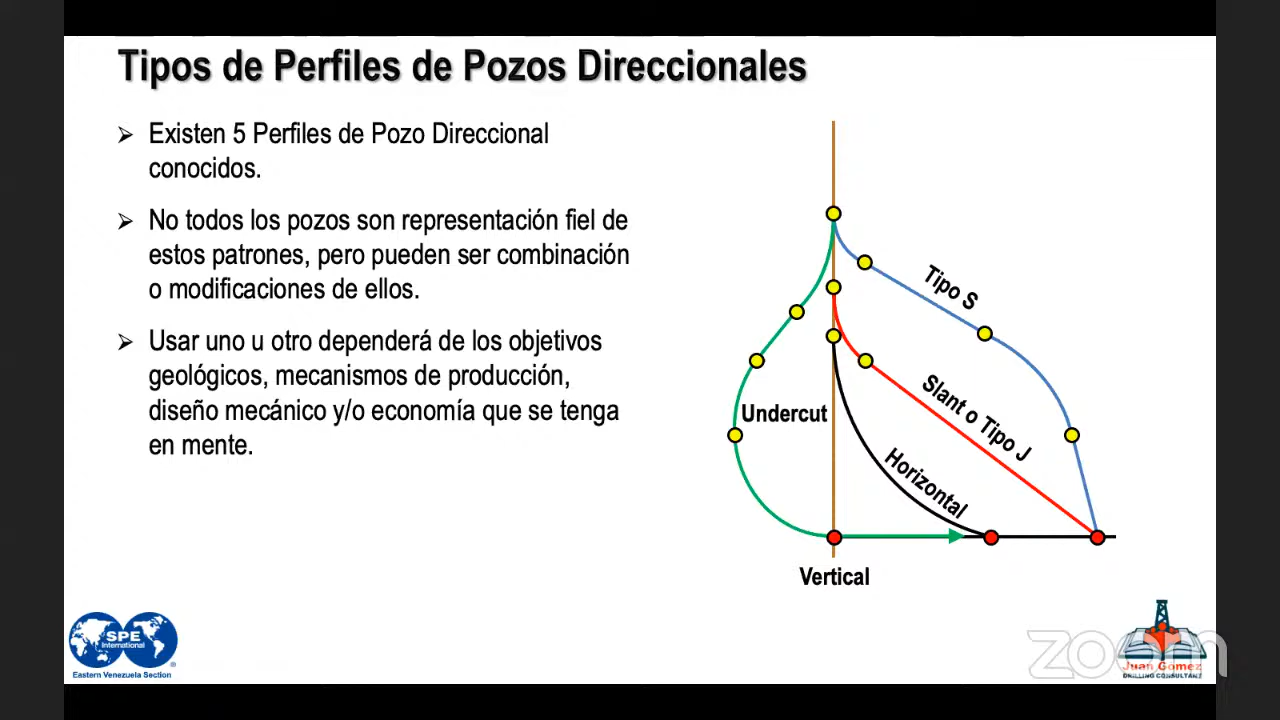 Tipos de Perfiles de Pozos Direccionales
➢ Existen 5 Perfiles de Pozo Direccional
conocidos.
➢ No todos los pozos son representación fiel de
estos patrones, pero pueden ser combinación
o modificaciones de ellos.
➢ Usar uno u otro dependerá de los objetivos
geológicos, mecanismos de producción,
diseño mecánico y/o economía que se tenga
en mente.
Tipo S
Slant o Tipo J
Undercut
Horizontal
Vertical
SPE
International
®
Eastern Venezuela Section
zoom
Juan Gómez
DRILLING CONSULTANT